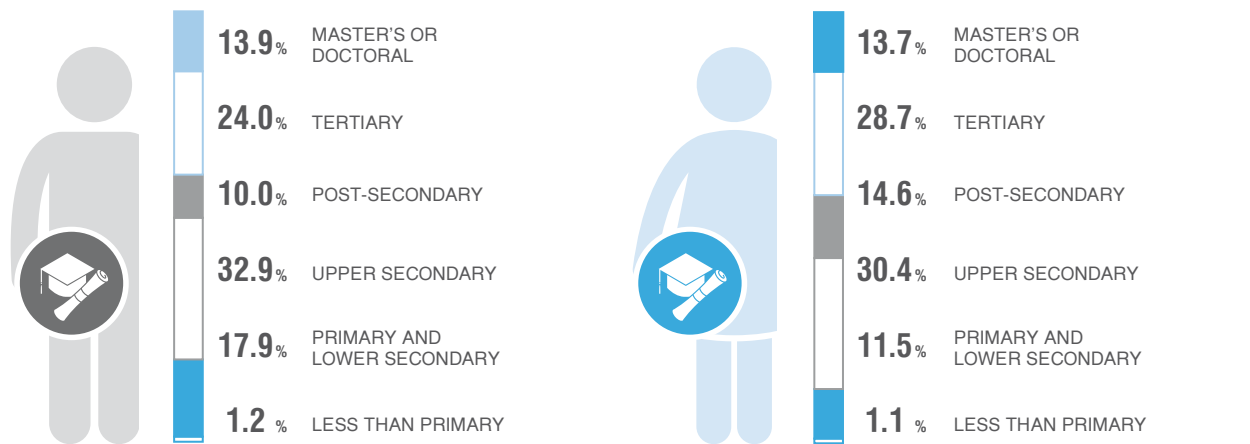 13.9% MASTER'S OR
DOCTORAL
24.0% TERTIARY
10.0% POST-SECONDARY
32.9% UPPER SECONDARY
17.9% PRIMARY AND
LOWER SECONDARY
1.2 % LESS THAN PRIMARY
13.7% MASTER'S OR
DOCTORAL
28.7% TERTIARY
14.6% POST-SECONDARY
30.4% UPPER SECONDARY
11.5% PRIMARY AND
LOWER SECONDARY
1.1 % LESS THAN PRIMARY